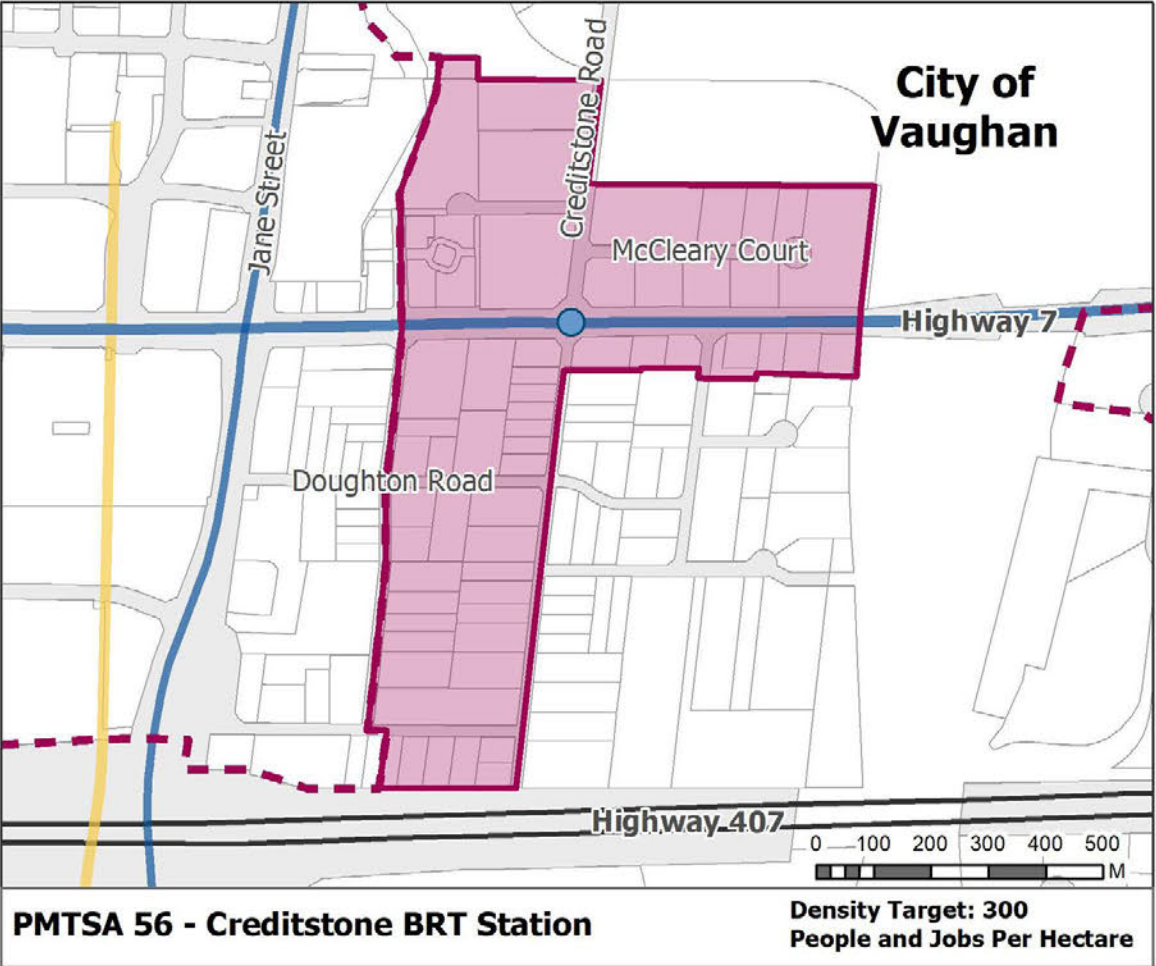 City of
Vaughan
Creditstone Road
Jane Street
McCleary Court
Highway 7
Doughton Road
Highway 407
0 100 200 300 400 500
M
PMTSA 56 - Creditstone BRT Station
Density Target: 300
People and Jobs Per Hectare